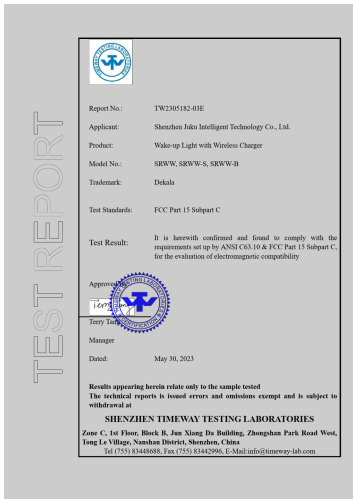 TEST REPORT
TIMEWAY TESTING LABORATORIES
Report No.: TW2305182-03E
Applicant: Shenzhen Juku Intelligent Technology Co., Ltd.
Product: Wake-up Light with Wireless Charger
Model No.: SRWW, SRWW-S, SRWW-B
Trademark: Dekala
Test Standards: FCC Part 15 Subpart C
Test Result: It is herewith confirmed and found to comply with the
requirements set up by ANSI C63.10 & FCC Part 15 Subpart C,
for the evaluation of electromagnetic compatibility
Approved
Terry
Manager
Dated: May 30, 2023
Results appearing herein relate only to the sample tested
The technical reports is issued errors and omissions exempt and is subject to
withdrawal at
SHENZHEN TIMEWAY TESTING LABORATORIES
Zone C, 1st Floor, Block B, Jun Xiang Da Building, Zhongshan Park Road West,
Tong Le Village, Nanshan District, Shenzhen, China
Tel (755) 83448688, Fax (755) 83442996, E-Mail:info@timeway-lab.com